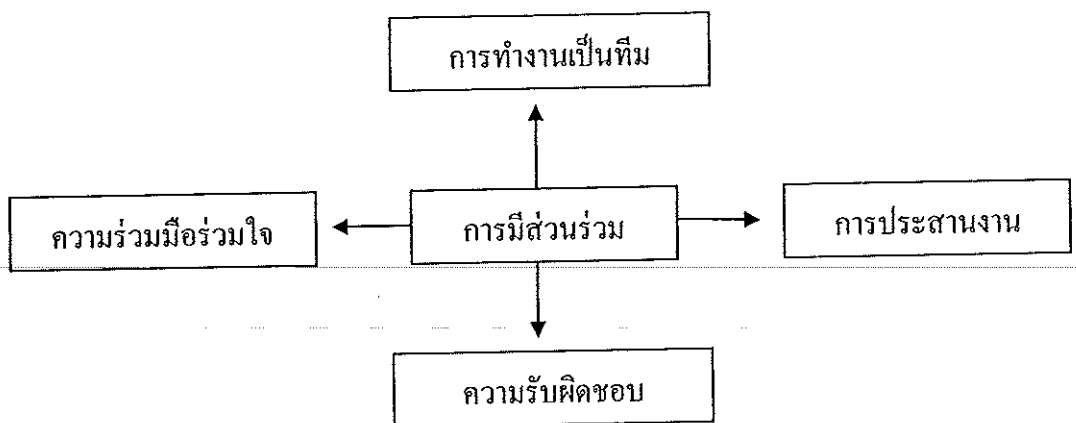 การทำงานเป็นทีม
ความร่วมมือร่วมใจ
การมีส่วนร่วม
การประสานงาน
ความรับผิดชอบ